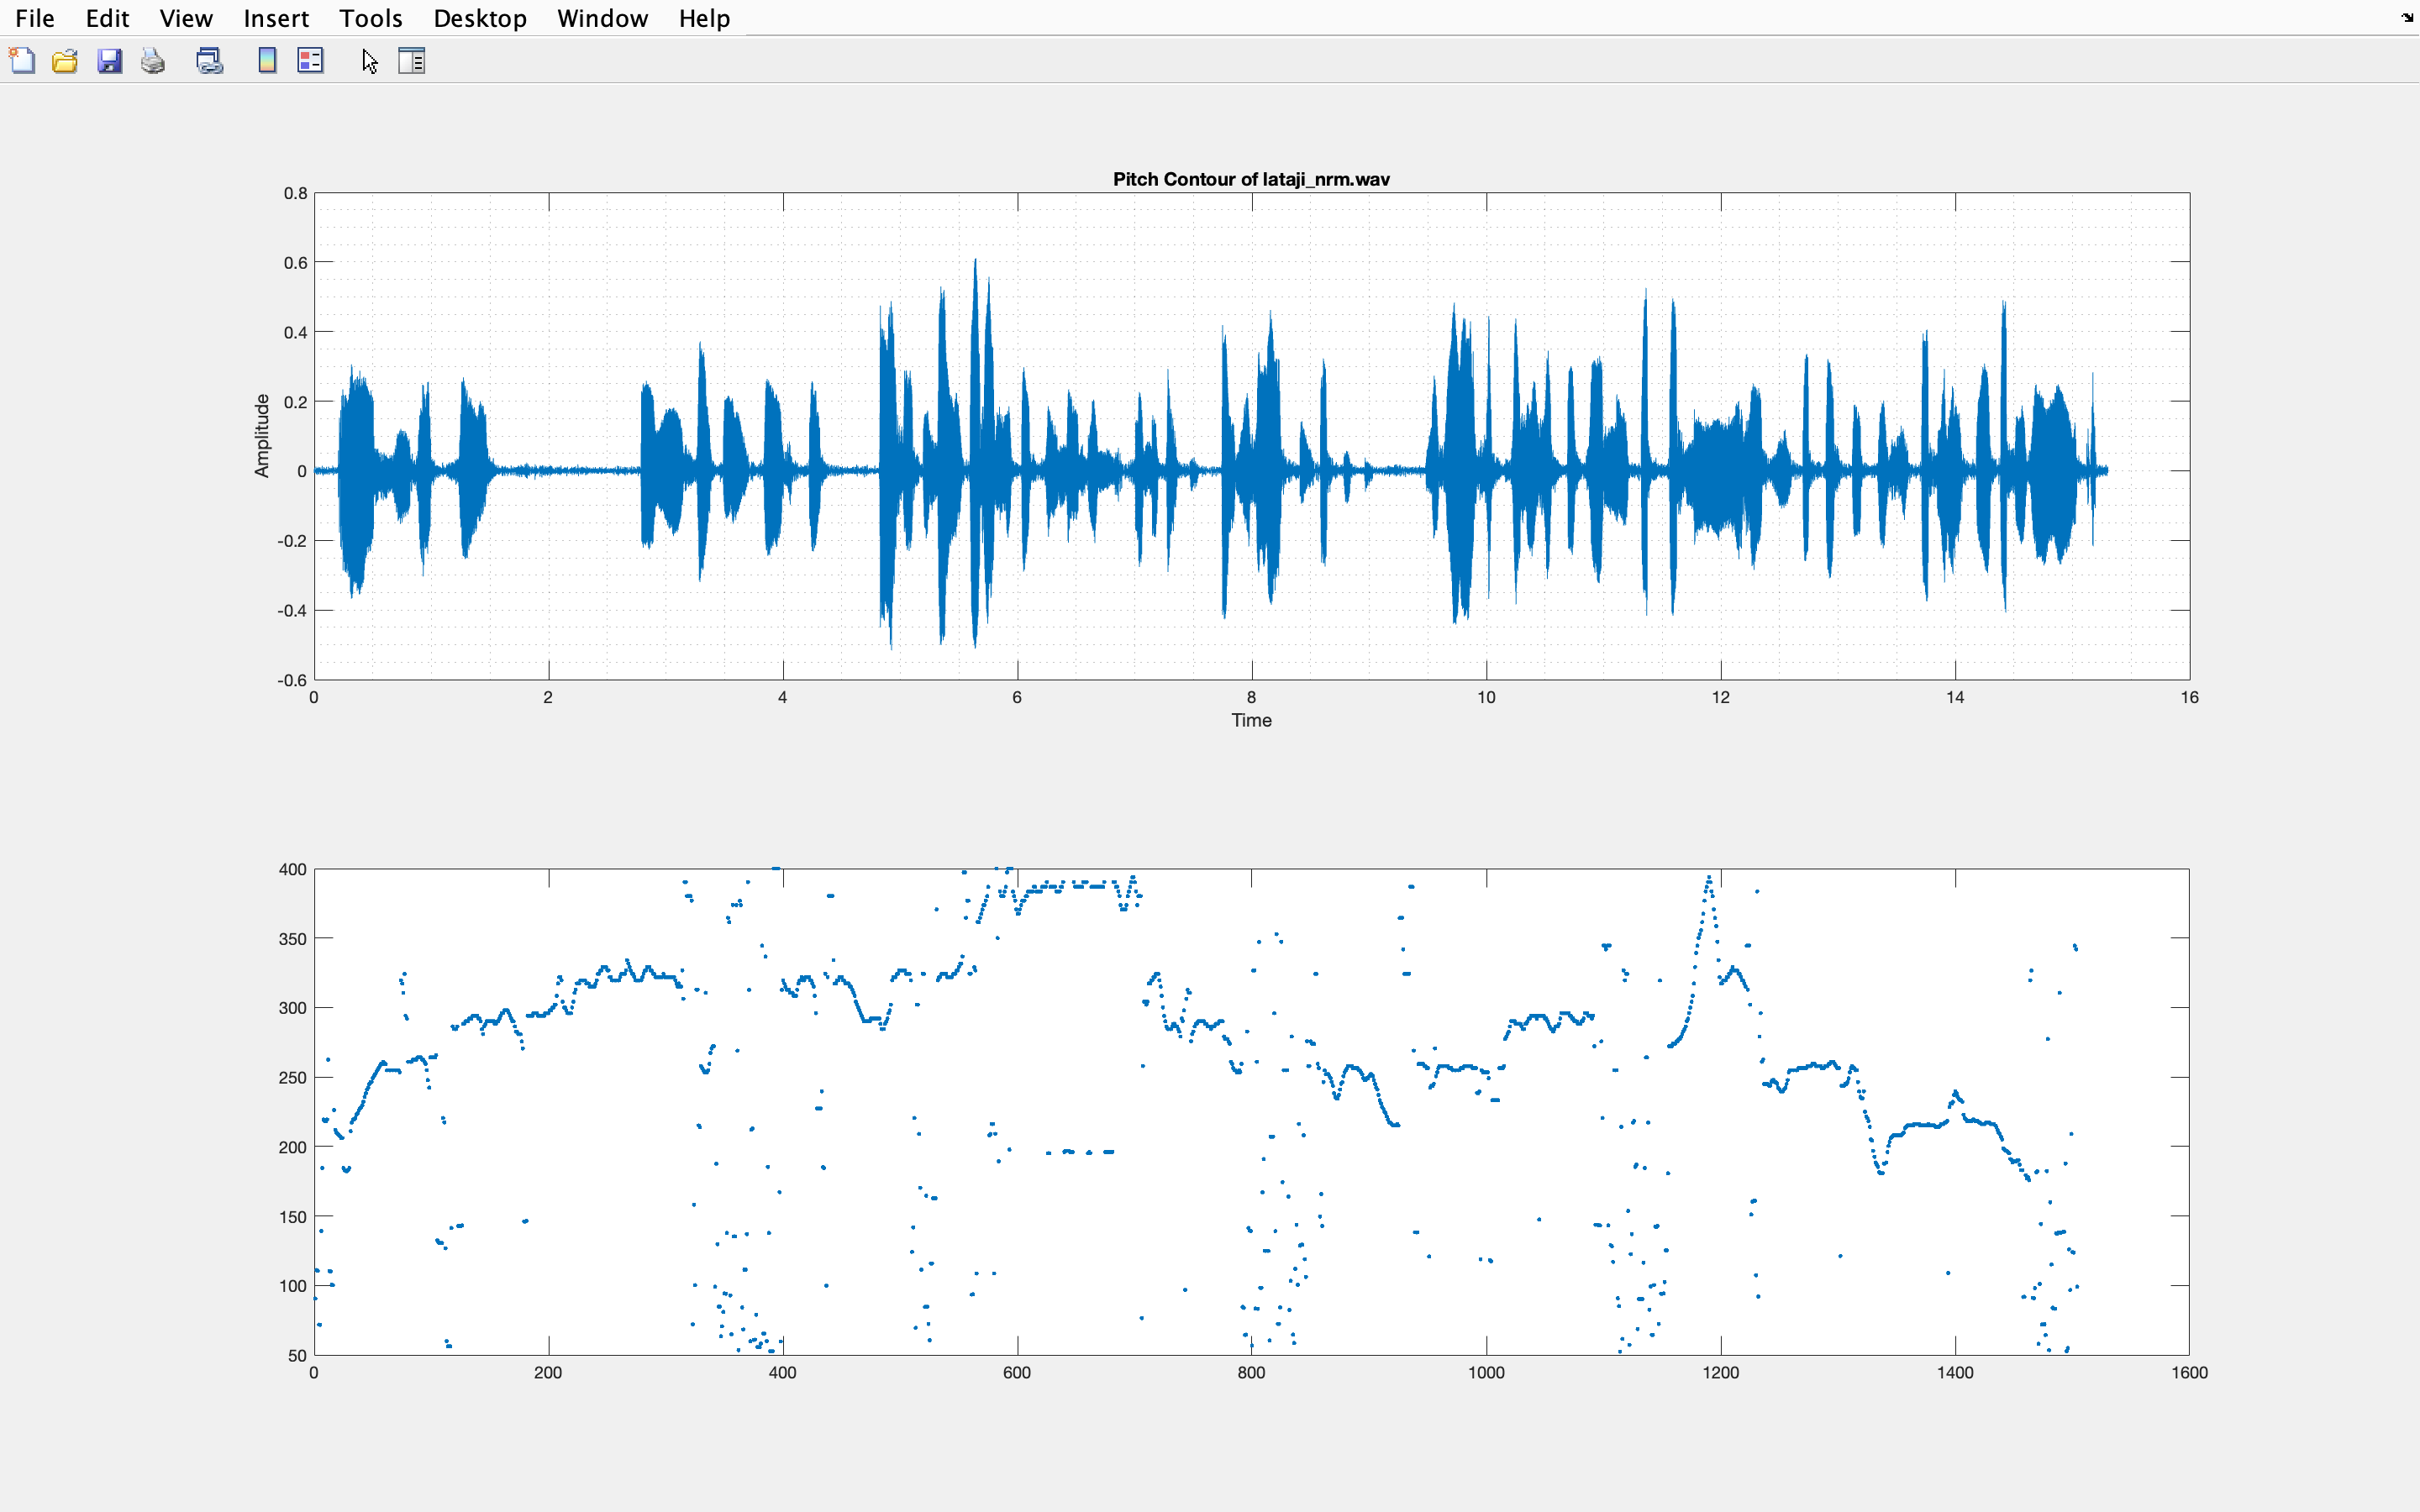 File Edit View Insert Tools Desktop Window Help
Pitch Contour of lataji_nrm.wav
0.8
0.6
0.4
0.2
0
-0.2
-0.4
-0.6
Amplitude
0 2 4 6 8 10 12 14 16
Time
400
350
300
250
200
150
100
50
0 200 400 600 800 1000 1200 1400 1600